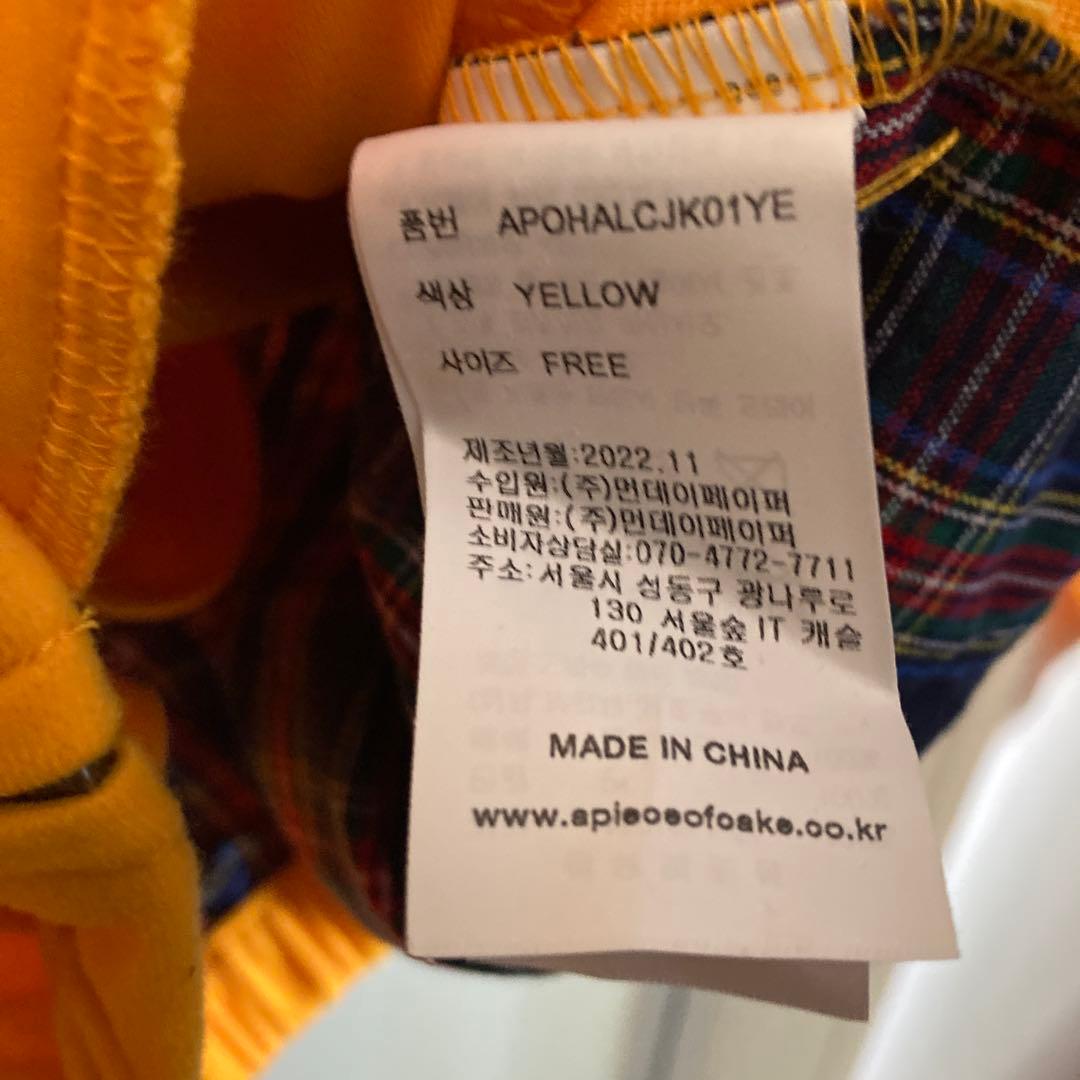 품번 APOHALCJK01YE
색상 YELLOW
사이즈 FREE
제조년월:2022.11
수입원:(주)먼데이페이퍼
판매원:(주)먼데이페이퍼
소비자상담실:070-4772-7711
주소:서울시 성동구 광나루로
130 서울숲 IT 캐슬
401/402호
MADE IN CHINA
www.apieceofcake.co.kr